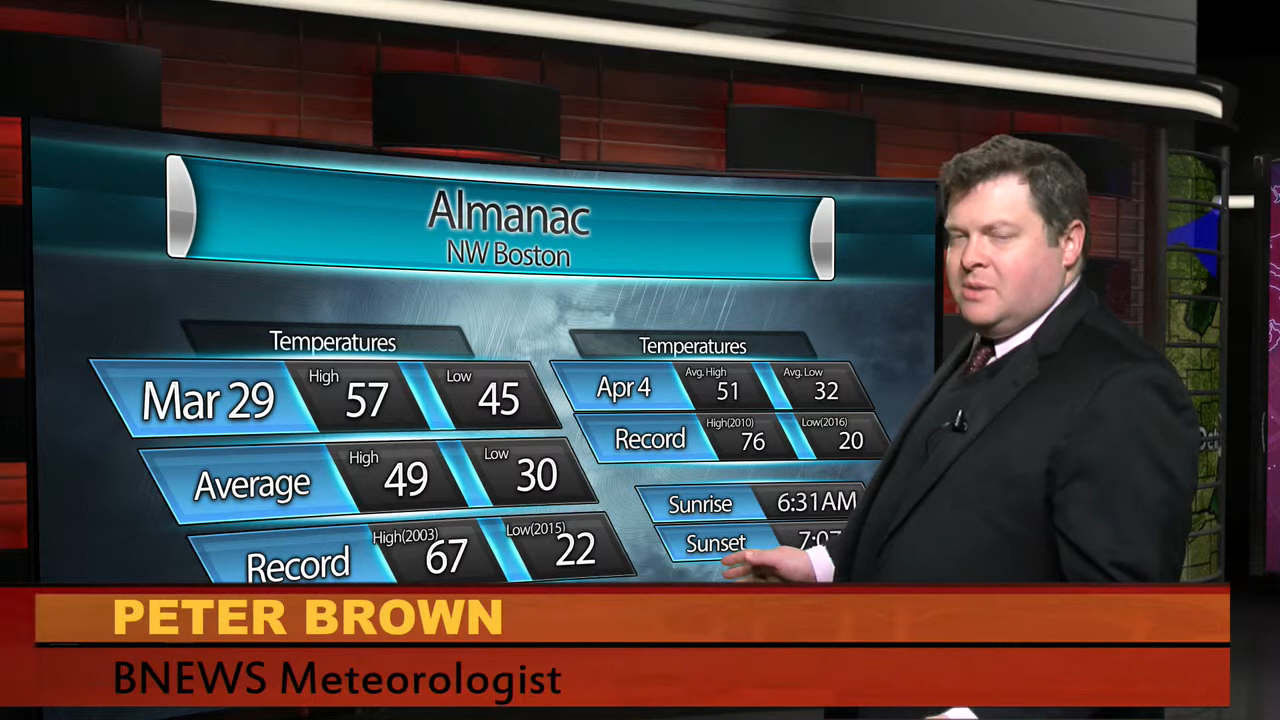 Almanac
NW Boston
Temperatures
Mar 29 High 57 Low 45
Average High 49 Low 30
Record High(2003) 67 Low(2015) 22
Temperatures
Apr 4 Avg. High 51 Avg. Low 32
Record High(2010) 76 Low(2016) 20
Sunrise 6:31AM
Sunset 7:07
PETER BROWN
BNEWS Meteorologist